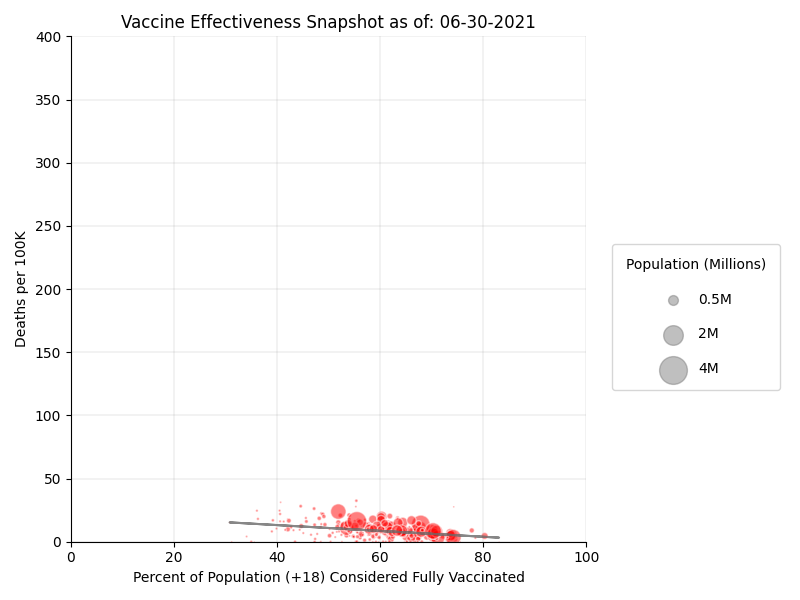 Vaccine Effectiveness Snapshot as of: 06-30-2021
400
350
300
250
200
150
100
50
0
Deaths per 100K
0 20 40 60 80 100
Percent of Population (+18) Considered Fully Vaccinated
Population (Millions)
0.5M
2M
4M